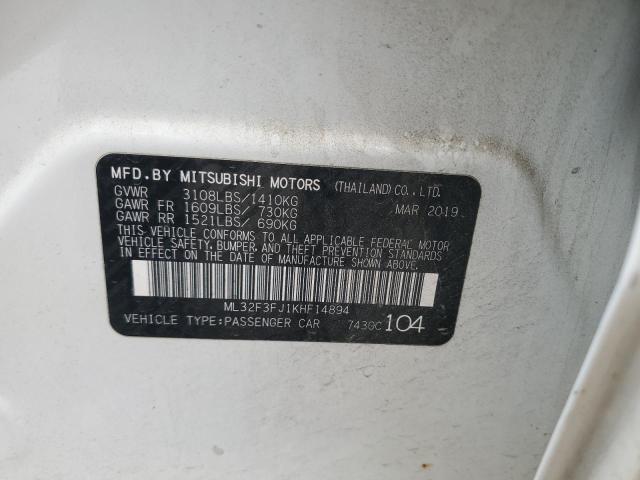 MFD.BY MITSUBISHI MOTORS (THAILAND) CO., LTD.
GVWR 3108LBS/1410KG MAR 2019
GAWR FR 1609LBS/ 730KG
GAWR RR 1521LBS/ 690KG
THIS VEHICLE CONFORMS TO ALL APPLICABLE FEDERAL MOTOR
VEHICLE SAFETY, BUMPER, AND THEFT PREVENTION STANDARDS
IN EFFECT ON THE DATE OF MANUFACTURE SHOWN ABOVE.
ML32F3FJ1KHF14894
VEHICLE TYPE:PASSENGER CAR 7430C 104